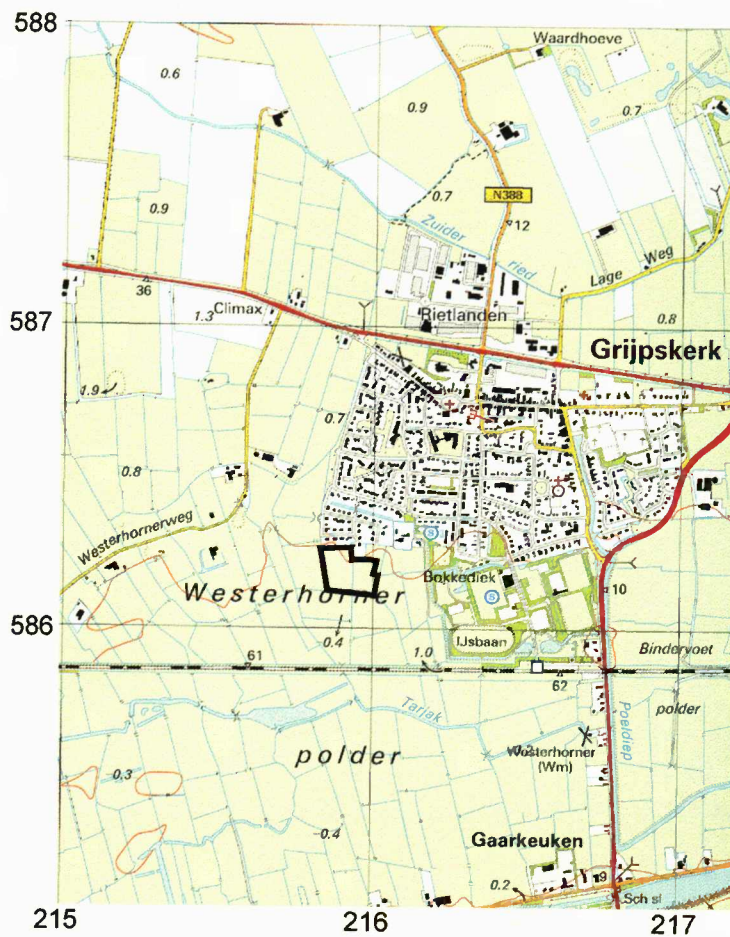 588
Waardhoeve
0.6
0.9
0.7
0.7
N388
0.9
Zuider
ried
12
Lage Weg
36
Climax
587
1.3
Rietlanden
0.8
Grijpskerk
1.9
0.7
0.8
Westerhornerweg
S
Bokkediek
Westerhorner
S
10
586
0.4
IJsbaan
1.0
Bindervoet
61
62
Tarjak
Poeldiep
polder
Westerhorner
(Wm)
polder
0.3
0.4
Gaarkeuken
0.2
9
Sch sl
215
216
217